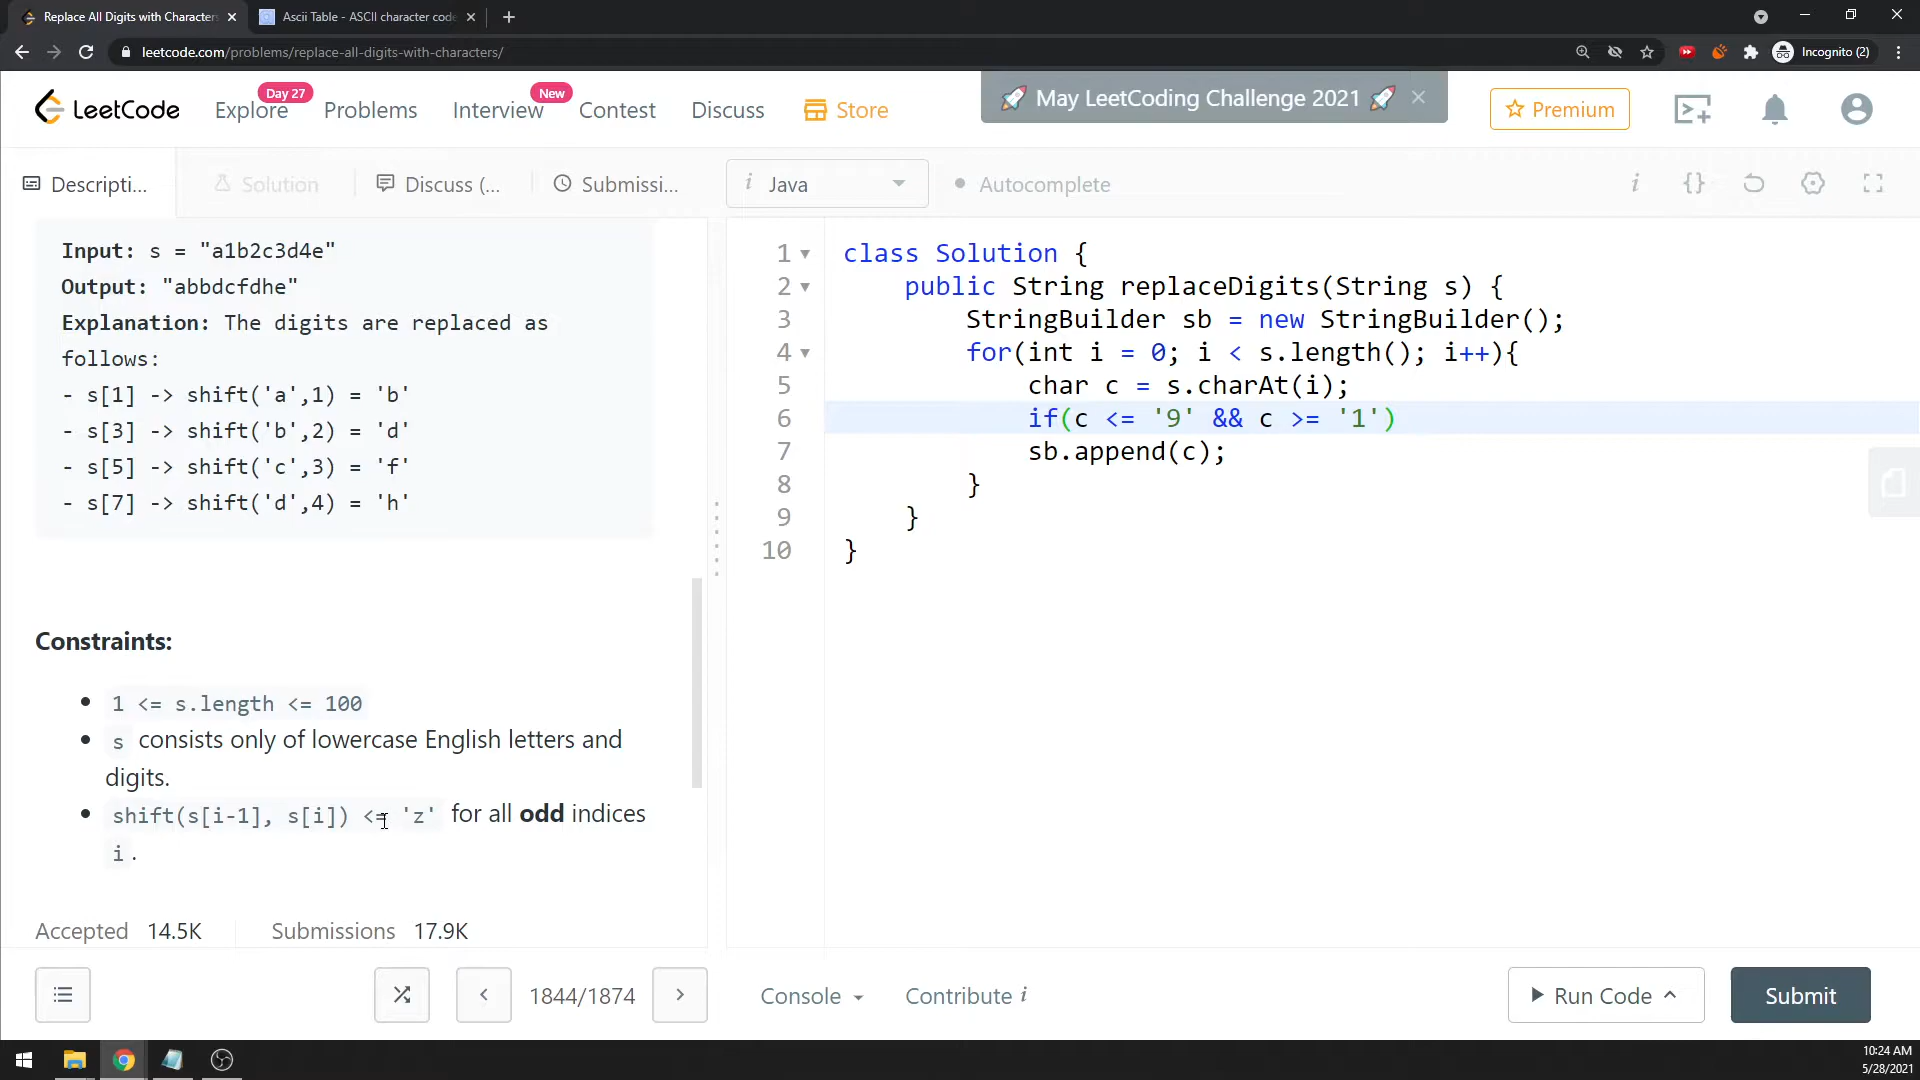 Replace All Digits with Characters
Ascii Table - ASCII character code
leetcode.com/problems/replace-all-digits-with-characters/
Incognito (2)
LeetCode
Explore
Day 27
Problems
Interview
New
Contest
Discuss
Store
🚀 May LeetCoding Challenge 2021 🚀
Premium
Descripti...
Solution
Discuss (...
Submissi...
i Java
Autocomplete
Input: s = "a1b2c3d4e"
Output: "abbdcfdhe"
Explanation: The digits are replaced as
follows:
- s[1] -> shift('a',1) = 'b'
- s[3] -> shift('b',2) = 'd'
- s[5] -> shift('c',3) = 'f'
- s[7] -> shift('d',4) = 'h'
Constraints:
1 <= s.length <= 100
s consists only of lowercase English letters and
digits.
shift(s[i-1], s[i]) <= 'z' for all odd indices
i.
Accepted 14.5K
Submissions 17.9K
1 class Solution {
2 public String replaceDigits(String s) {
3 StringBuilder sb = new StringBuilder();
4 for(int i = 0; i < s.length(); i++){
5 char c = s.charAt(i);
6 if(c <= '9' && c >= '1')
7 sb.append(c);
8 }
9 }
10 }
1844/1874
Console
Contribute i
Run Code
Submit
10:24 AM
5/28/2021